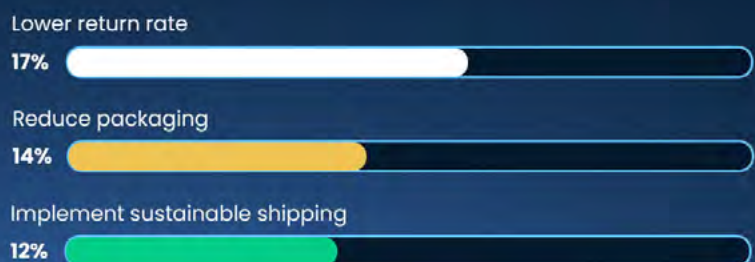 Lower return rate
17%
Reduce packaging
14%
Implement sustainable shipping
12%